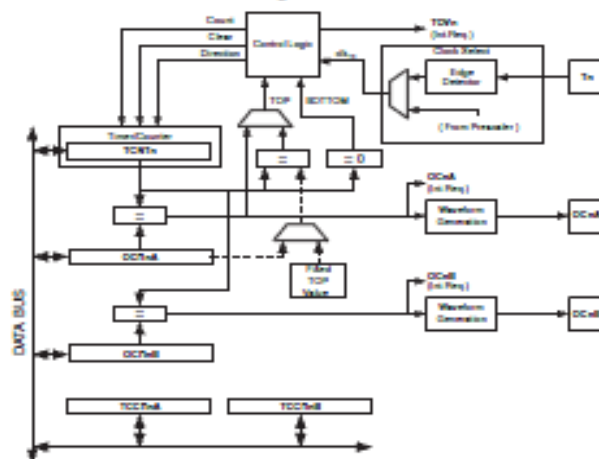 Count
Clear
Direction
Control Logic
TOVn
(Int.Req.)
clkTn
Clock Select
Edge
Detector
Tn
( From Prescaler )
TOP
BOTTOM
Timer/Counter
TCNTn
=
= 0
=
OCnA
(Int.Req.)
Waveform
Generation
OCnA
OCRnA
Fixed
TOP
Value
OCnB
(Int.Req.)
=
Waveform
Generation
OCnB
OCRnB
DATA BUS
TCCRnA
TCCRnB